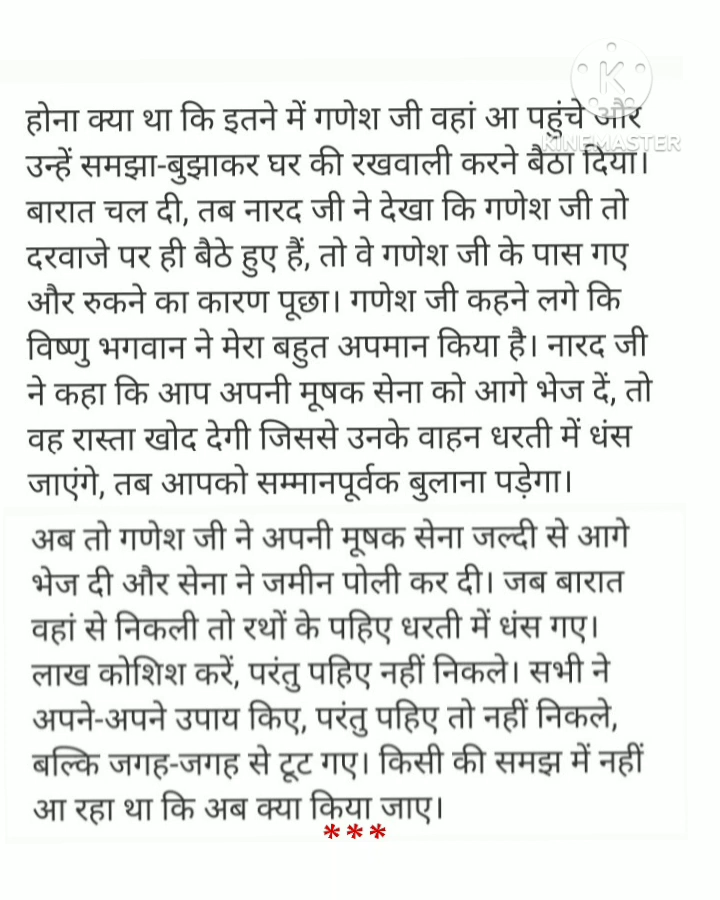 K
KINEMASTER
होना क्या था कि इतने में गणेश जी वहां आ पहुंचे और
उन्हें समझा-बुझाकर घर की रखवाली करने बैठा दिया।
बारात चल दी, तब नारद जी ने देखा कि गणेश जी तो
दरवाजे पर ही बैठे हुए हैं, तो वे गणेश जी के पास गए
और रुकने का कारण पूछा। गणेश जी कहने लगे कि
विष्णु भगवान ने मेरा बहुत अपमान किया है। नारद जी
ने कहा कि आप अपनी मूषक सेना को आगे भेज दें, तो
वह रास्ता खोद देगी जिससे उनके वाहन धरती में धंस
जाएंगे, तब आपको सम्मानपूर्वक बुलाना पड़ेगा।
अब तो गणेश जी ने अपनी मूषक सेना जल्दी से आगे
भेज दी और सेना ने जमीन पोली कर दी। जब बारात
वहां से निकली तो रथों के पहिए धरती में धंस गए।
लाख कोशिश करें, परंतु पहिए नहीं निकले। सभी ने
अपने-अपने उपाय किए, परंतु पहिए तो नहीं निकले,
बल्कि जगह-जगह से टूट गए। किसी की समझ में नहीं
आ रहा था कि अब क्या किया जाए।
***